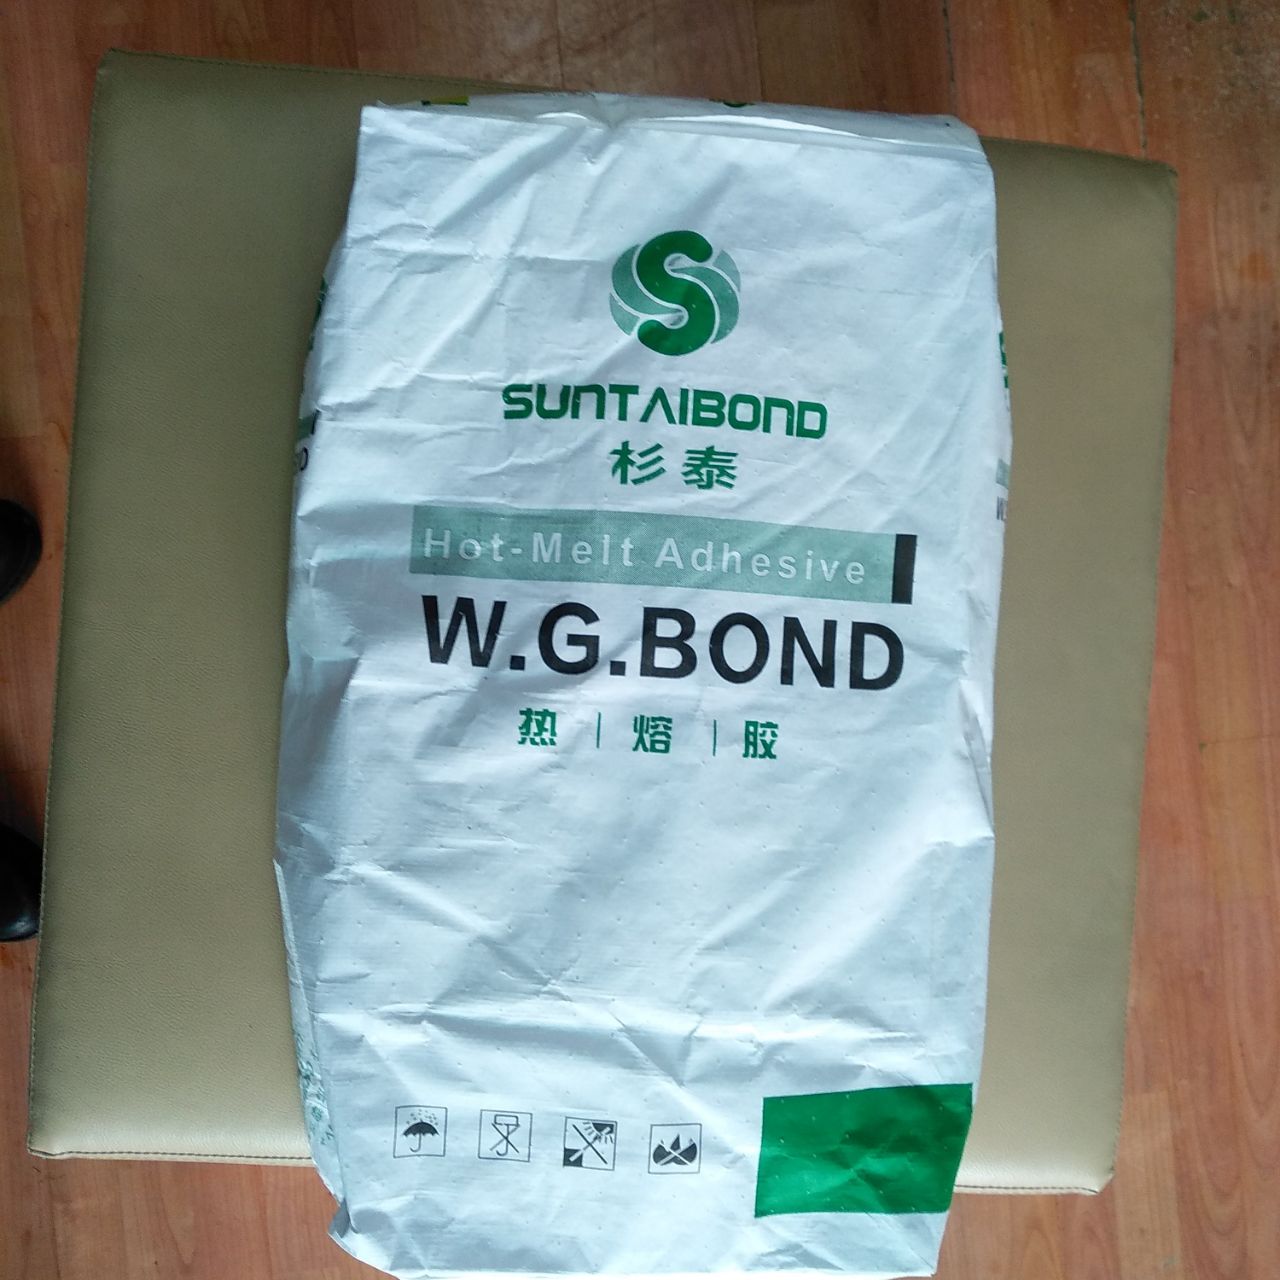 S
SUNTAIBOND
杉泰
Hot-Melt Adhesive
W.G.BOND
热|熔|胶